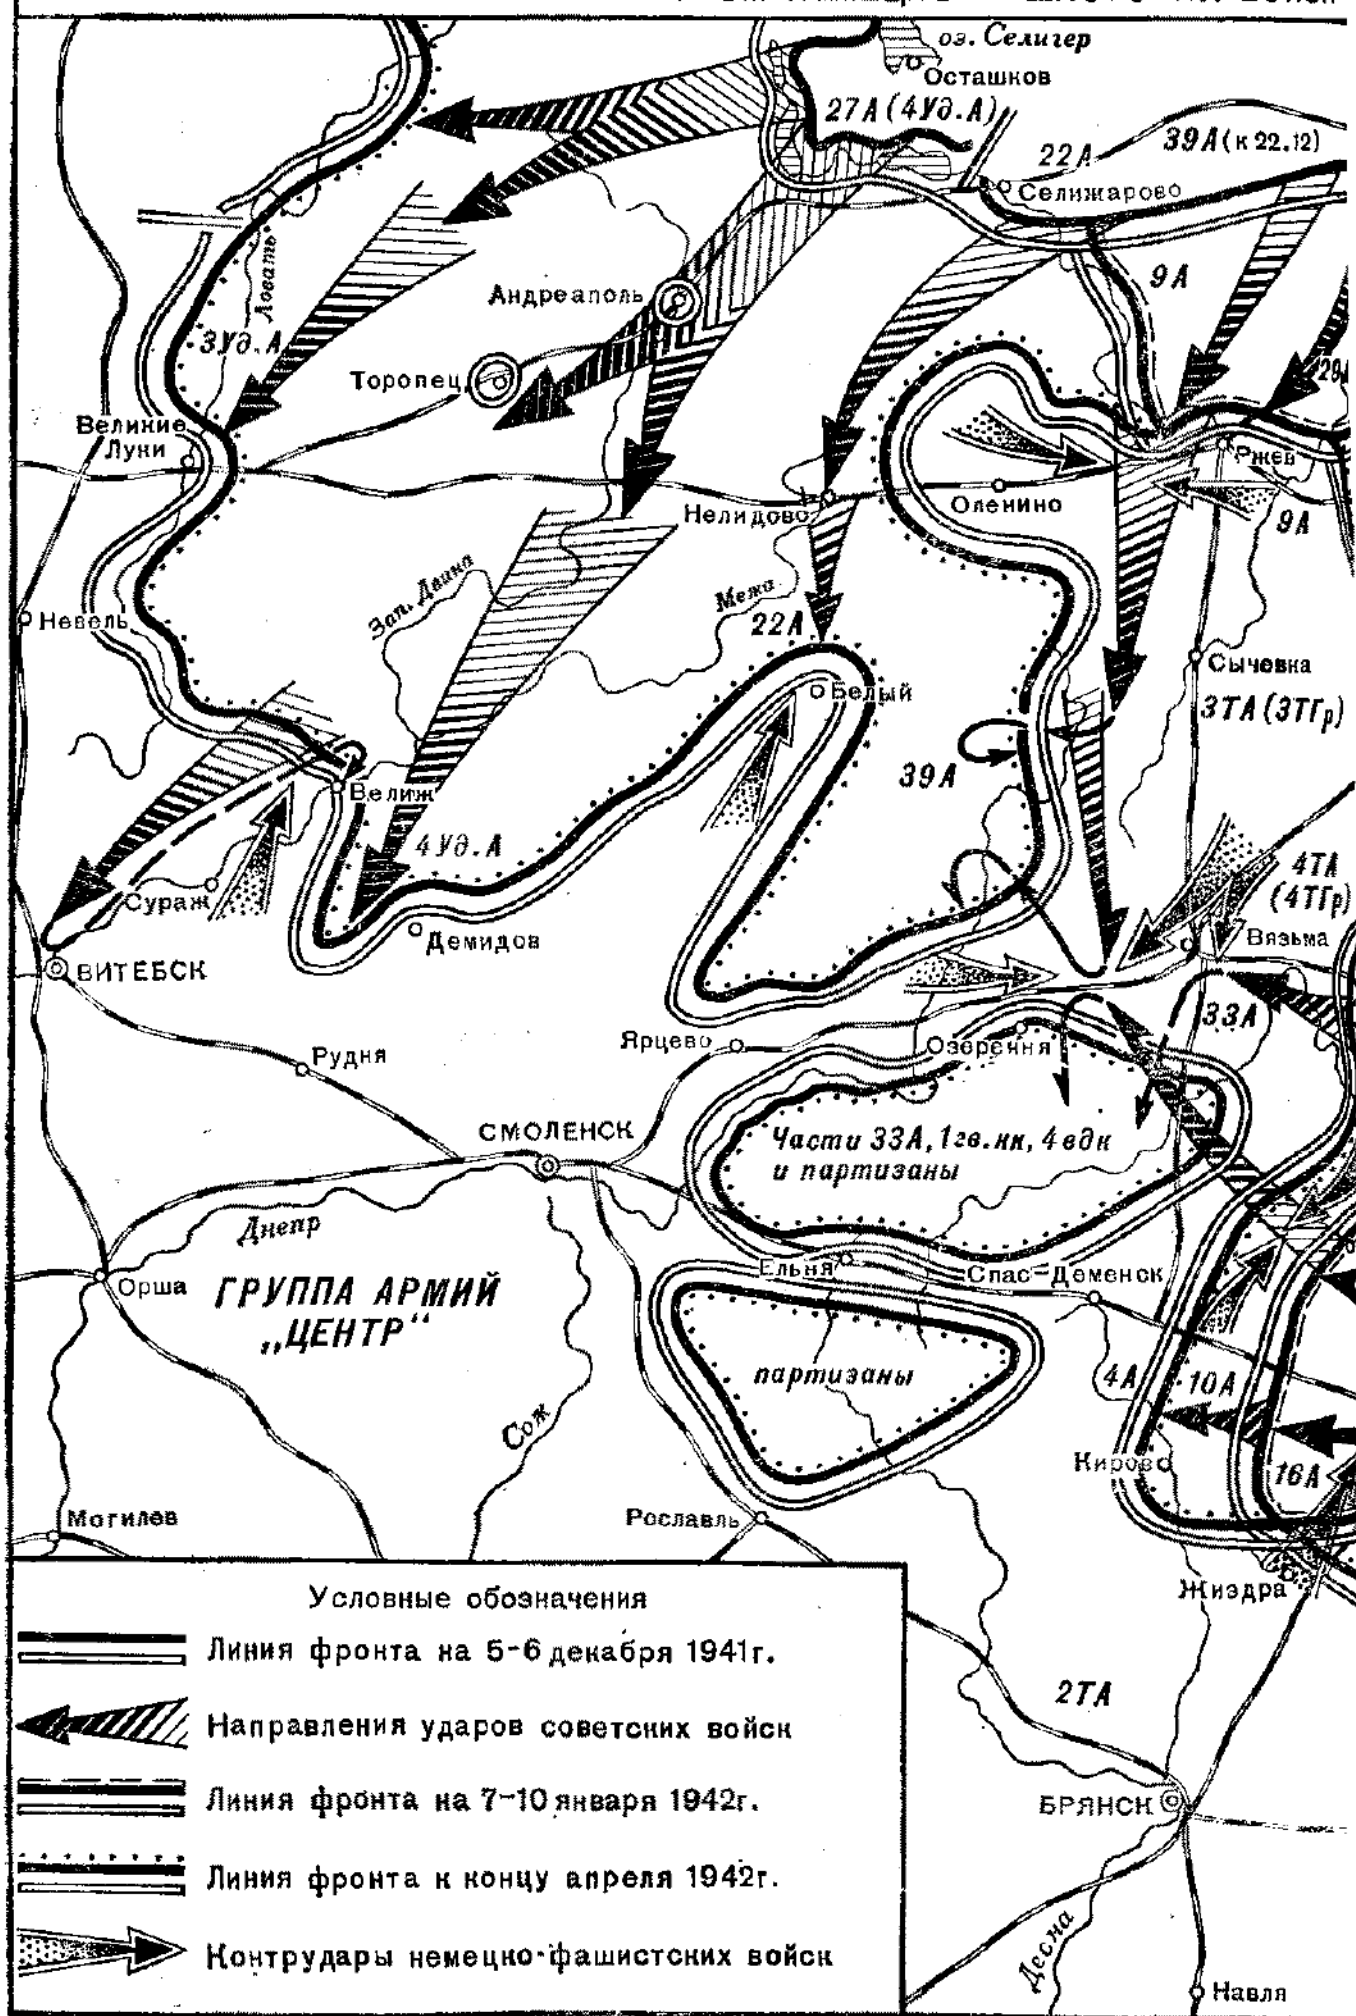 оз. Селигер
Осташков
27А (4Уд.А)
39А (к 22.12)
22А
Селижарово
9А
Ловать
Андреаполь
3Уд.А
Торопец
29А
Великие
Луки
Ржев
Оленино
Нелидово
9А
Зап. Двина
Межа
Невель
22А
Сычевка
Белый
3ТА (3ТГр)
39А
Велиж
4Уд.А
4ТА
(4ТГр)
Сураж
Демидов
Вязьма
ВИТЕБСК
33А
Ярцево
Озеречня
Рудня
СМОЛЕНСК
Части 33А, 1гв.кк, 4вдк
и партизаны
Днепр
Ельня
Спас-Деменск
Орша
ГРУППА АРМИЙ
„ЦЕНТР“
партизаны
4А
10А
Сож
Киров
16А
Могилев
Рославль
Жиздра
Условные обозначения
Линия фронта на 5-6 декабря 1941г.
Направления ударов советских войск
2ТА
Линия фронта на 7-10 января 1942г.
БРЯНСК
Линия фронта к концу апреля 1942г.
Контрудары немецко-фашистских войск
Десна
Навля